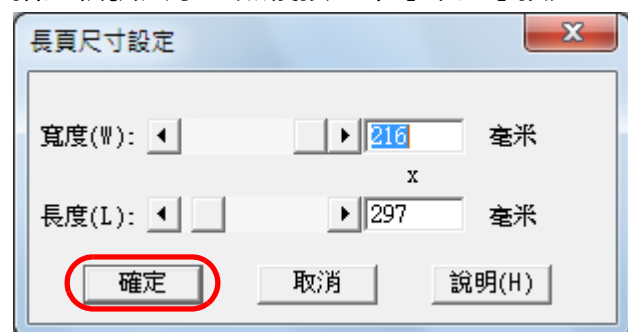 長頁尺寸設定
寬度(W): 216 毫米
x
長度(L): 297 毫米
確定 取消 說明(H)